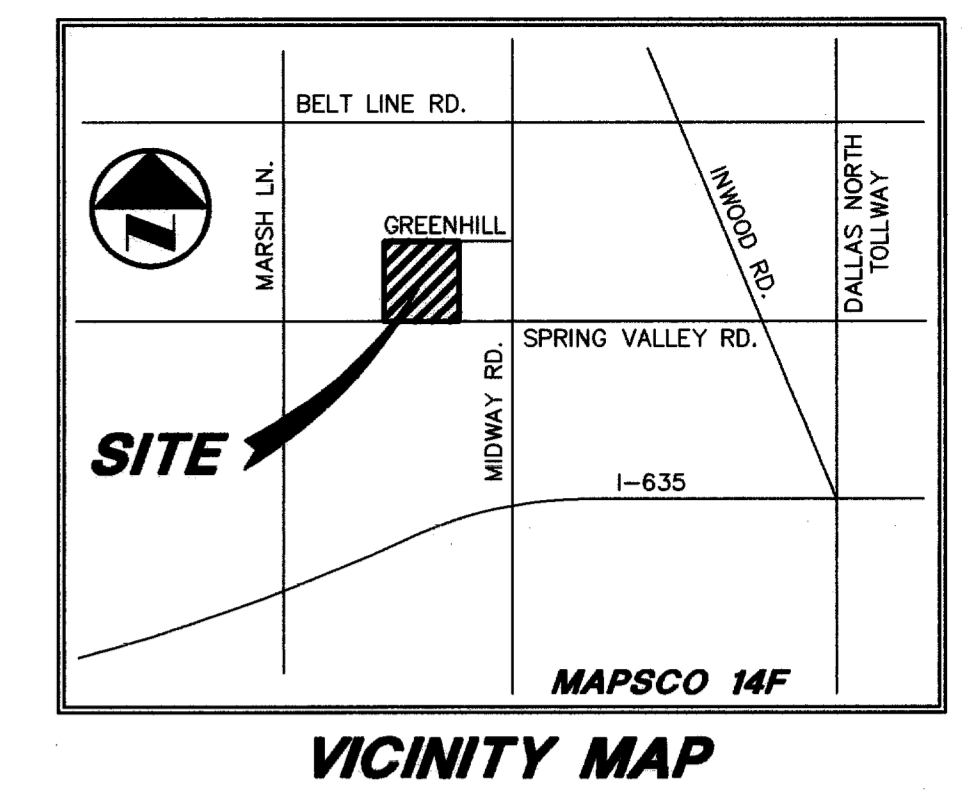 BELT LINE RD.
MARSH LN.
GREENHILL
INWOOD RD.
DALLAS NORTH
TOLLWAY
SPRING VALLEY RD.
MIDWAY RD.
SITE
I-635
MAPSCO 14F
VICINITY MAP
N